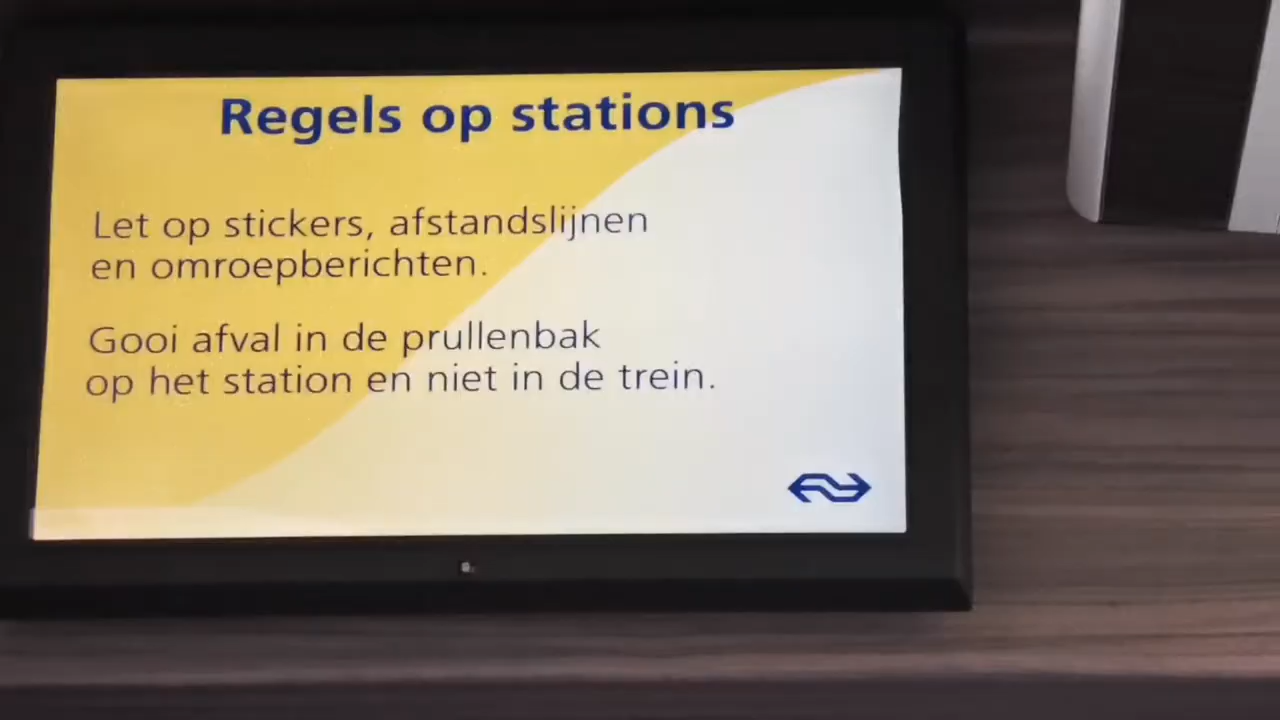 Regels op stations
Let op stickers, afstandslijnen
en omroepberichten.
Gooi afval in de prullenbak
op het station en niet in de trein.